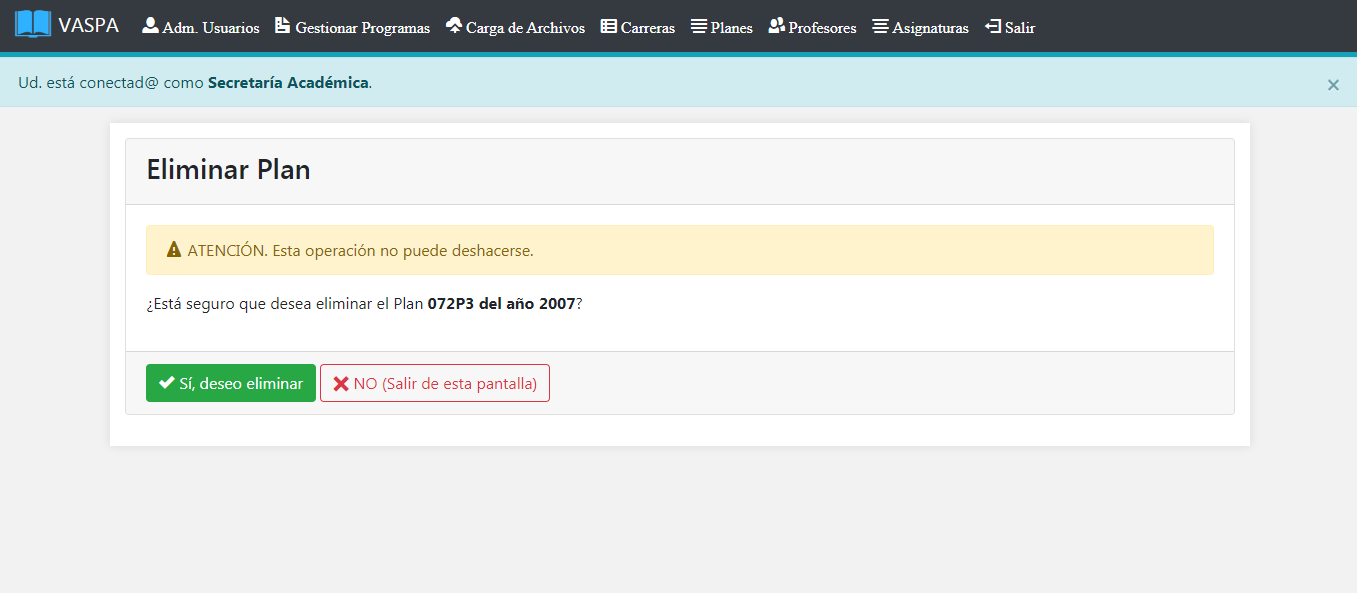 VASPA Adm. Usuarios Gestionar Programas Carga de Archivos Carreras Planes Profesores Asignaturas Salir
Ud. está conectad@ como Secretaría Académica. ×
Eliminar Plan
ATENCIÓN. Esta operación no puede deshacerse.
¿Está seguro que desea eliminar el Plan 072P3 del año 2007?
Sí, deseo eliminar NO (Salir de esta pantalla)